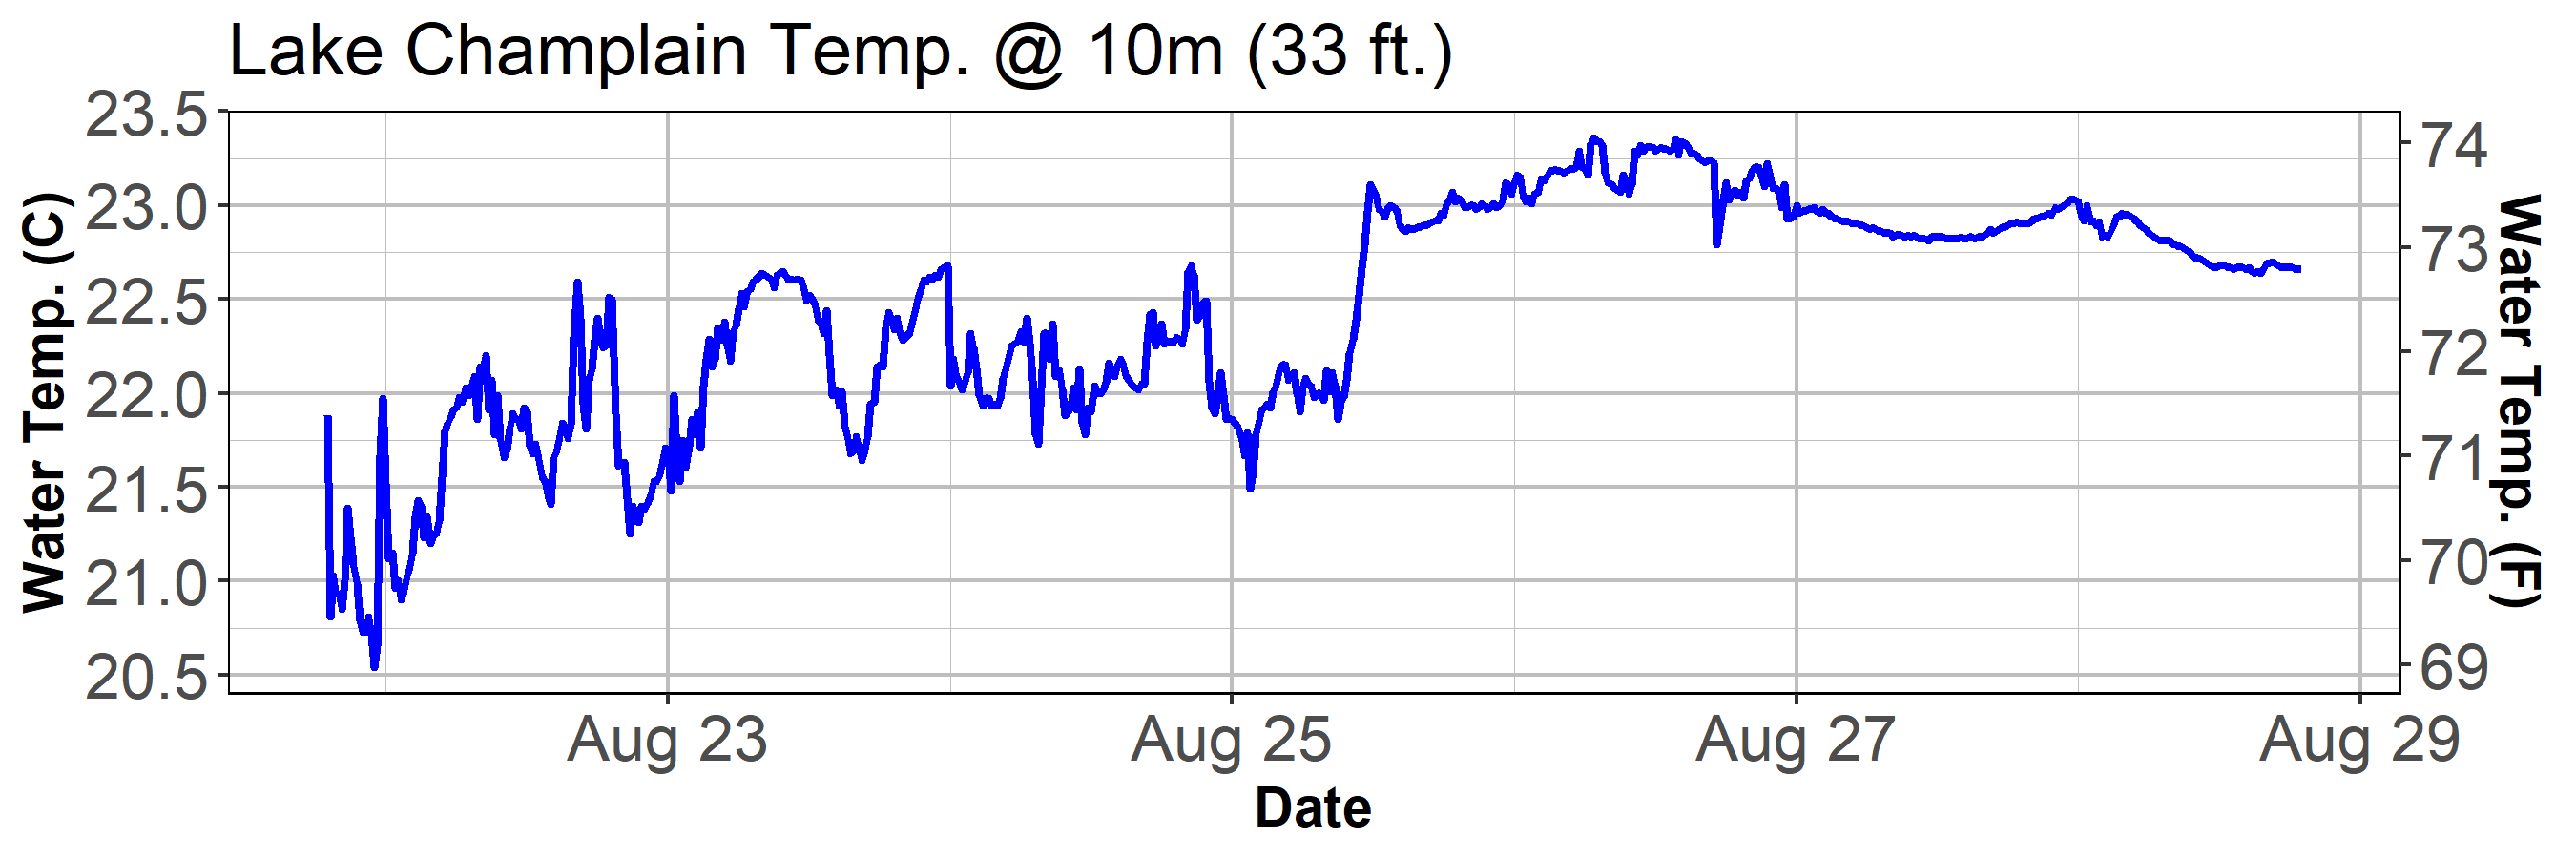 Lake Champlain Temp. @ 10m (33 ft.)
Water Temp. (C)
23.5
23.0
22.5
22.0
21.5
21.0
20.5
74
73
72
71
70
69
Water Temp. (F)
Aug 23
Aug 25
Aug 27
Aug 29
Date